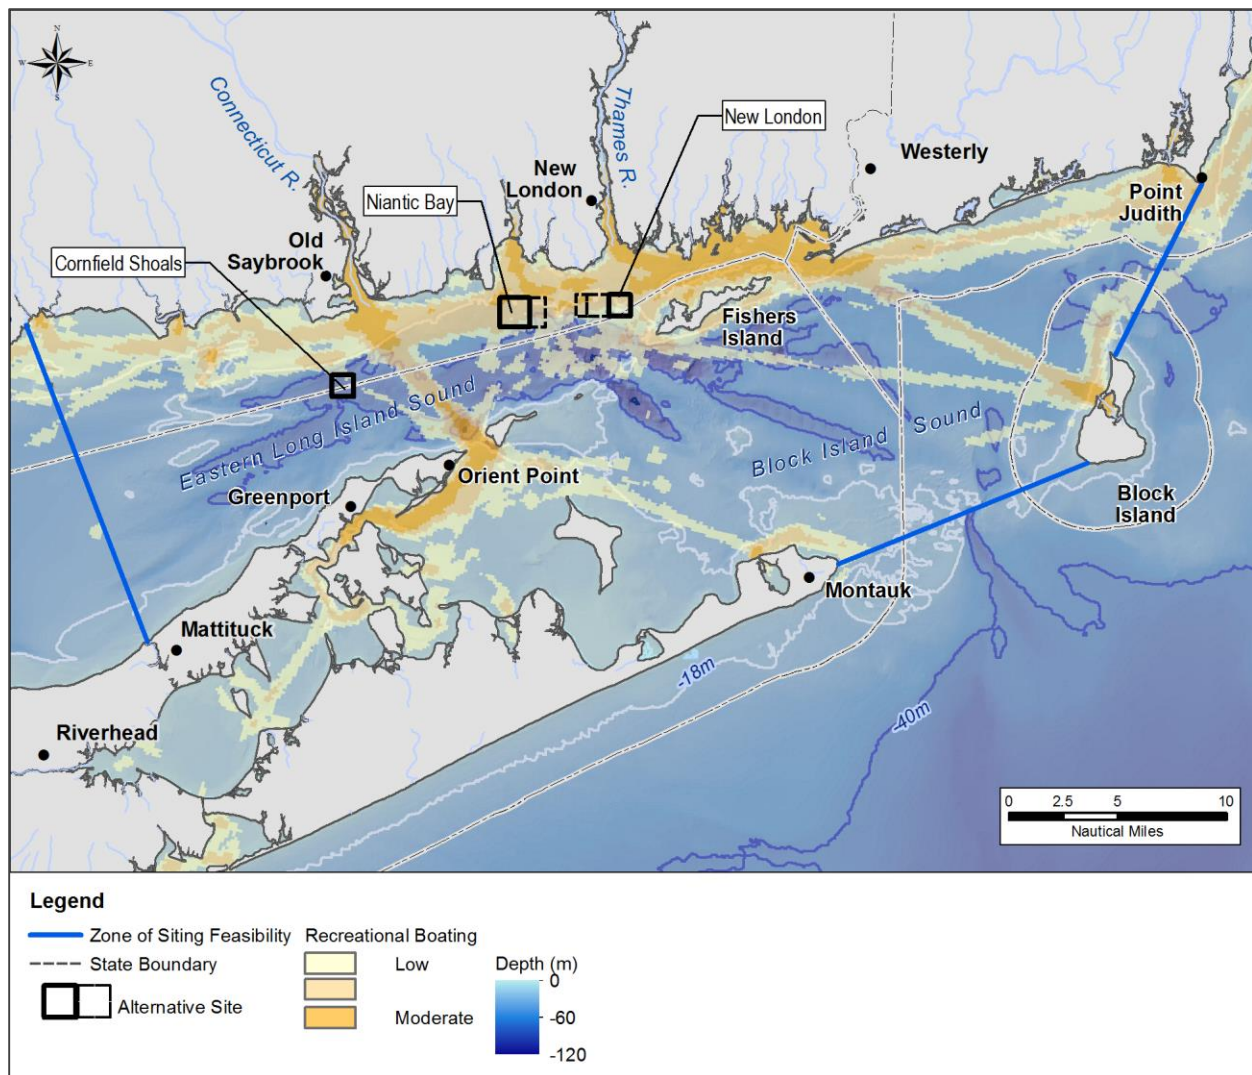 N
W
E
S
Connecticut R.
Thames R.
New London
Westerly
New
London
Niantic Bay
Point
Judith
Old
Saybrook
Cornfield Shoals
Fishers
Island
Eastern Long Island Sound
Block Island Sound
Orient Point
Greenport
Block
Island
Montauk
Mattituck
-18m
-40m
Riverhead
0 2.5 5 10
Nautical Miles
Legend
Zone of Siting Feasibility
State Boundary
Alternative Site
Recreational Boating
Low
Moderate
Depth (m)
0
-60
-120